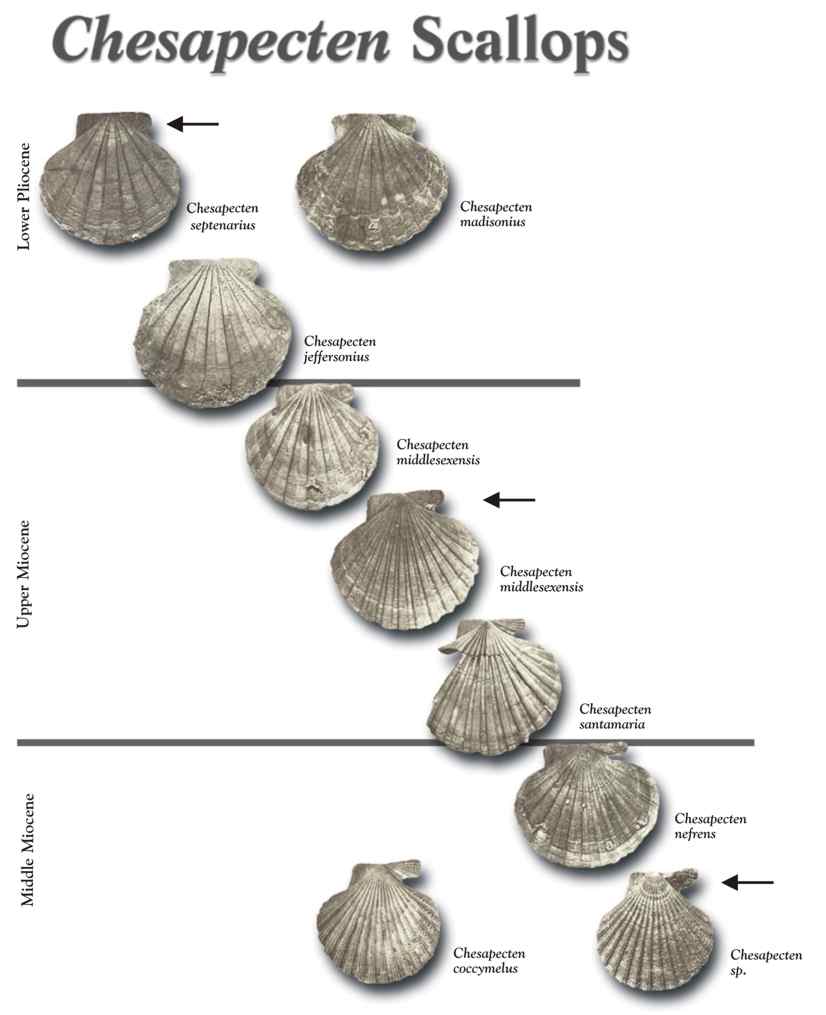 Chesapecten Scallops
Lower Pliocene
Chesapecten
septenarius
Chesapecten
madisonius
Chesapecten
jeffersonius
Upper Miocene
Chesapecten
middlesexensis
Chesapecten
middlesexensis
Chesapecten
santamaria
Middle Miocene
Chesapecten
nefrens
Chesapecten
coccymelus
Chesapecten
sp.